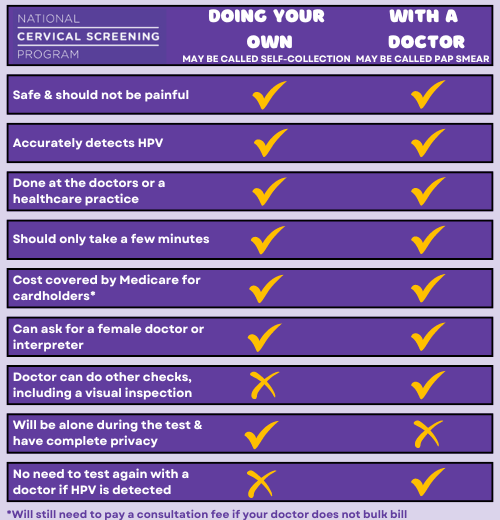 NATIONAL
CERVICAL SCREENING
PROGRAM
DOING YOUR
OWN
MAY BE CALLED SELF-COLLECTION
WITH A
DOCTOR
MAY BE CALLED PAP SMEAR
Safe & should not be painful
Accurately detects HPV
Done at the doctors or a
healthcare practice
Should only take a few minutes
Cost covered by Medicare for
cardholders*
Can ask for a female doctor or
interpreter
Doctor can do other checks,
including a visual inspection
Will be alone during the test &
have complete privacy
No need to test again with a
doctor if HPV is detected
*Will still need to pay a consultation fee if your doctor does not bulk bill